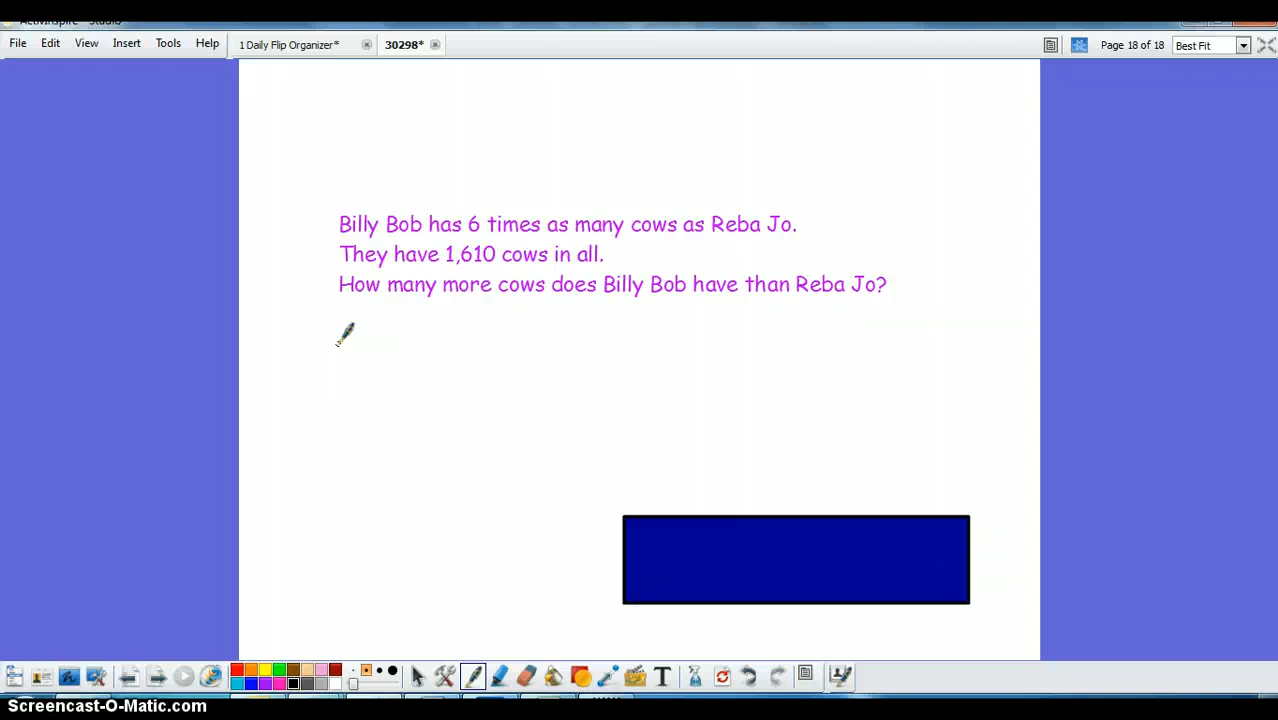 ActivInspire - Studio
File Edit View Insert Tools Help 1 Daily Flip Organizer* 30298* Page 18 of 18 Best Fit
Billy Bob has 6 times as many cows as Reba Jo.
They have 1,610 cows in all.
How many more cows does Billy Bob have than Reba Jo?
T
Screencast-O-Matic.com